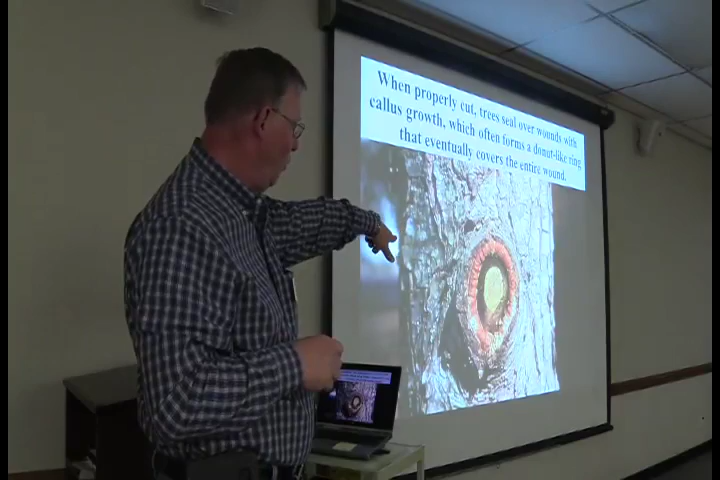 When properly cut, trees seal over wounds with
callus growth, which often forms a donut-like ring
that eventually covers the entire wound.